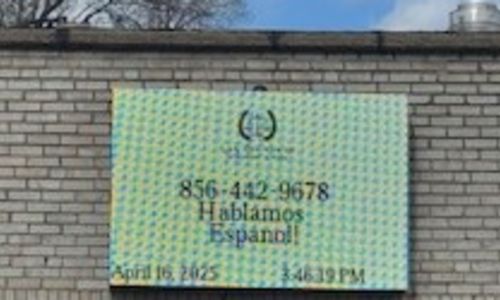 856-442-9678
Hablamos
Espanol!
April 16, 2025 3:46:39 PM